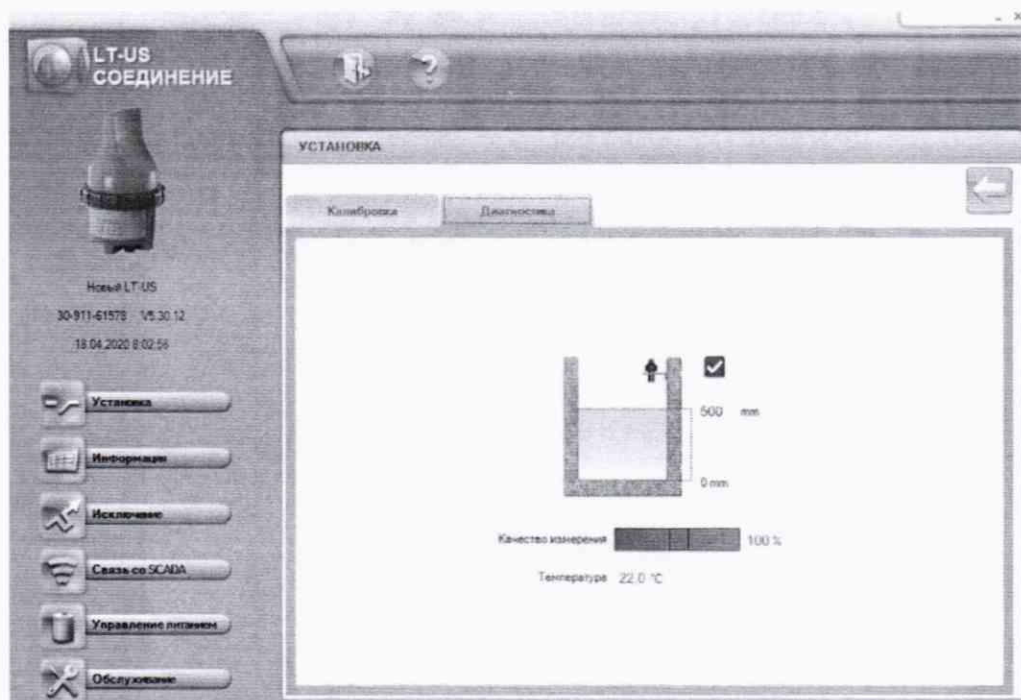 LT-US
СОЕДИНЕНИЕ
УСТАНОВКА
Калибровка
Диагностика
Новый LT-US
30-911-61578 V5.30.12
18.04.2020 8:02:56
Установка
Информация
Исключение
Связь со SCADA
Управление питанием
Обслуживание
500 mm
0 mm
Качество измерения 100 %
Температура 22.0 °C